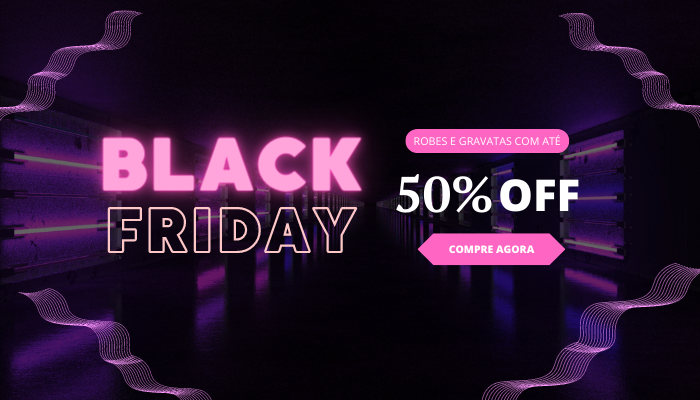 BLACK
FRIDAY
ROBES E GRAVATAS COM ATÉ
50% OFF
COMPRE AGORA